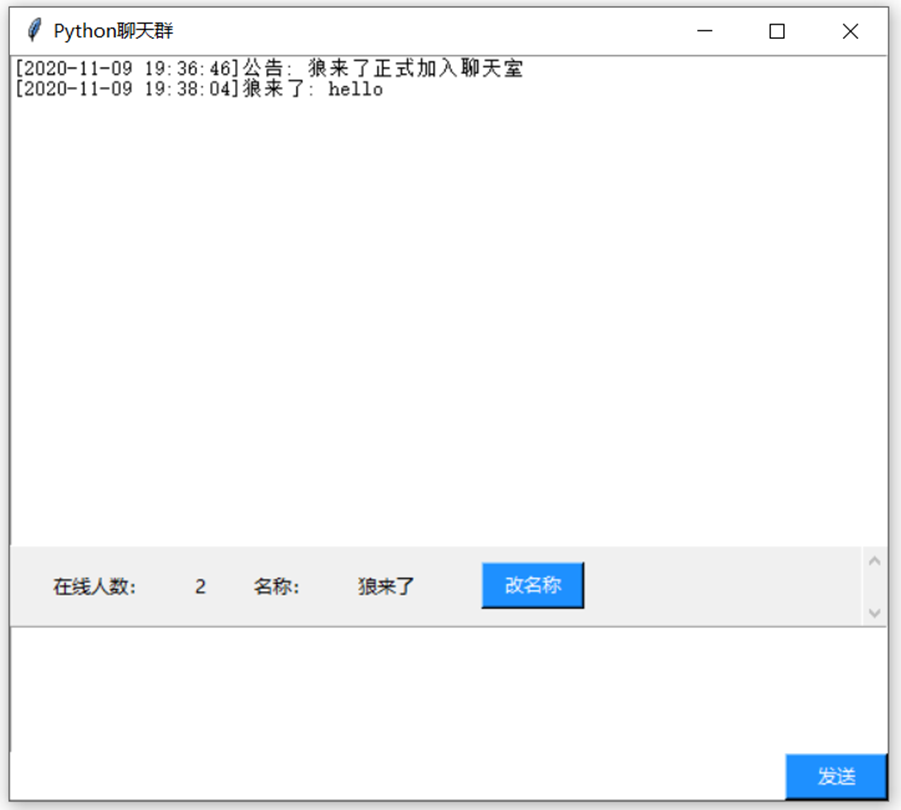 Python聊天群
[2020-11-09 19:36:46]公告: 狼来了正式加入聊天室
[2020-11-09 19:38:04]狼来了: hello
在线人数: 2 名称: 狼来了 改名称
发送